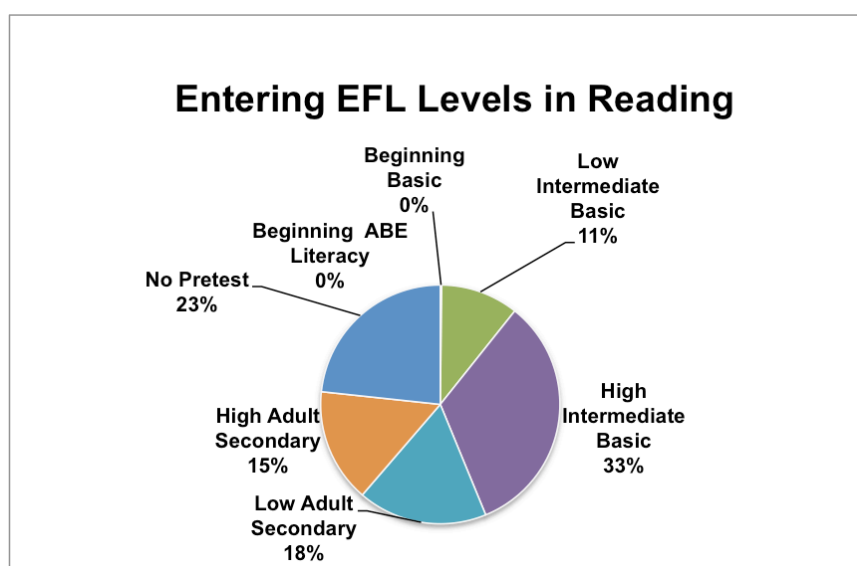 Entering EFL Levels in Reading
Beginning
Basic
0%
Low
Intermediate
Basic
11%
Beginning  ABE
Literacy
0%
No Pretest
23%
High
Intermediate
Basic
33%
High Adult
Secondary
15%
Low Adult
Secondary
18%